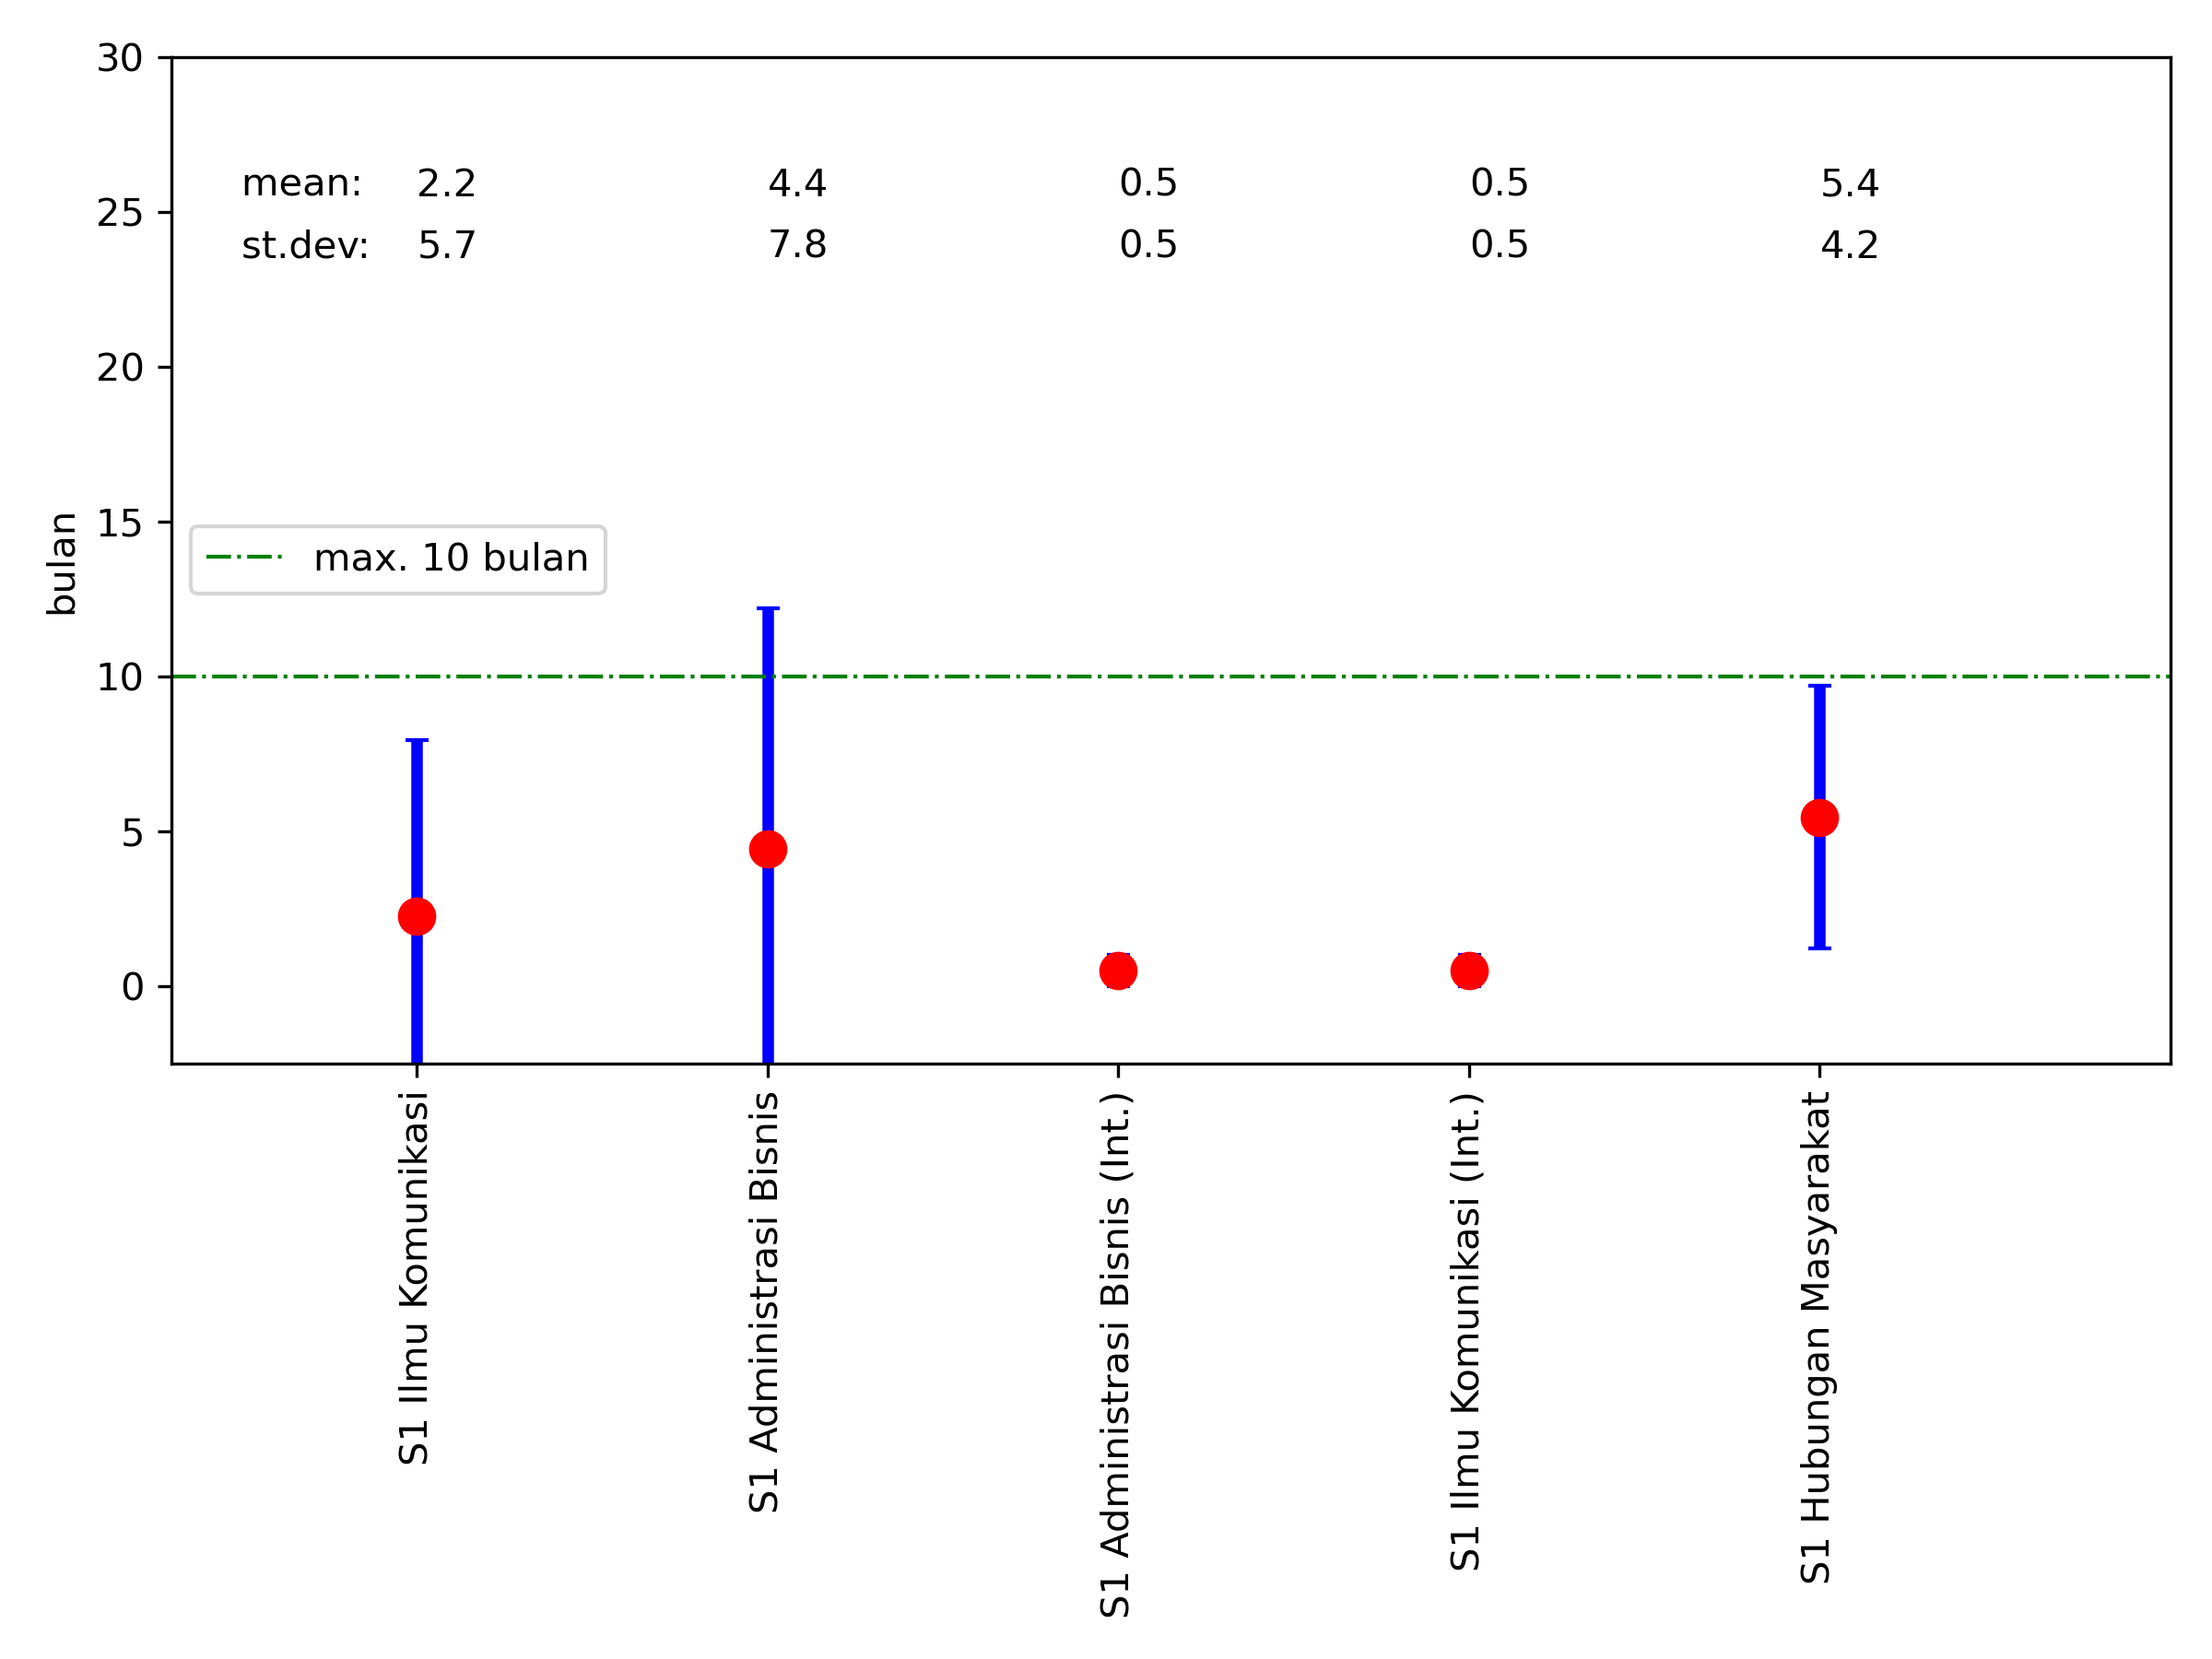 30
25
20
15
10
5
0
bulan
mean: 2.2 4.4 0.5 0.5 5.4
st.dev: 5.7 7.8 0.5 0.5 4.2
max. 10 bulan
S1 Ilmu Komunikasi
S1 Administrasi Bisnis
S1 Administrasi Bisnis (Int.)
S1 Ilmu Komunikasi (Int.)
S1 Hubungan Masyarakat